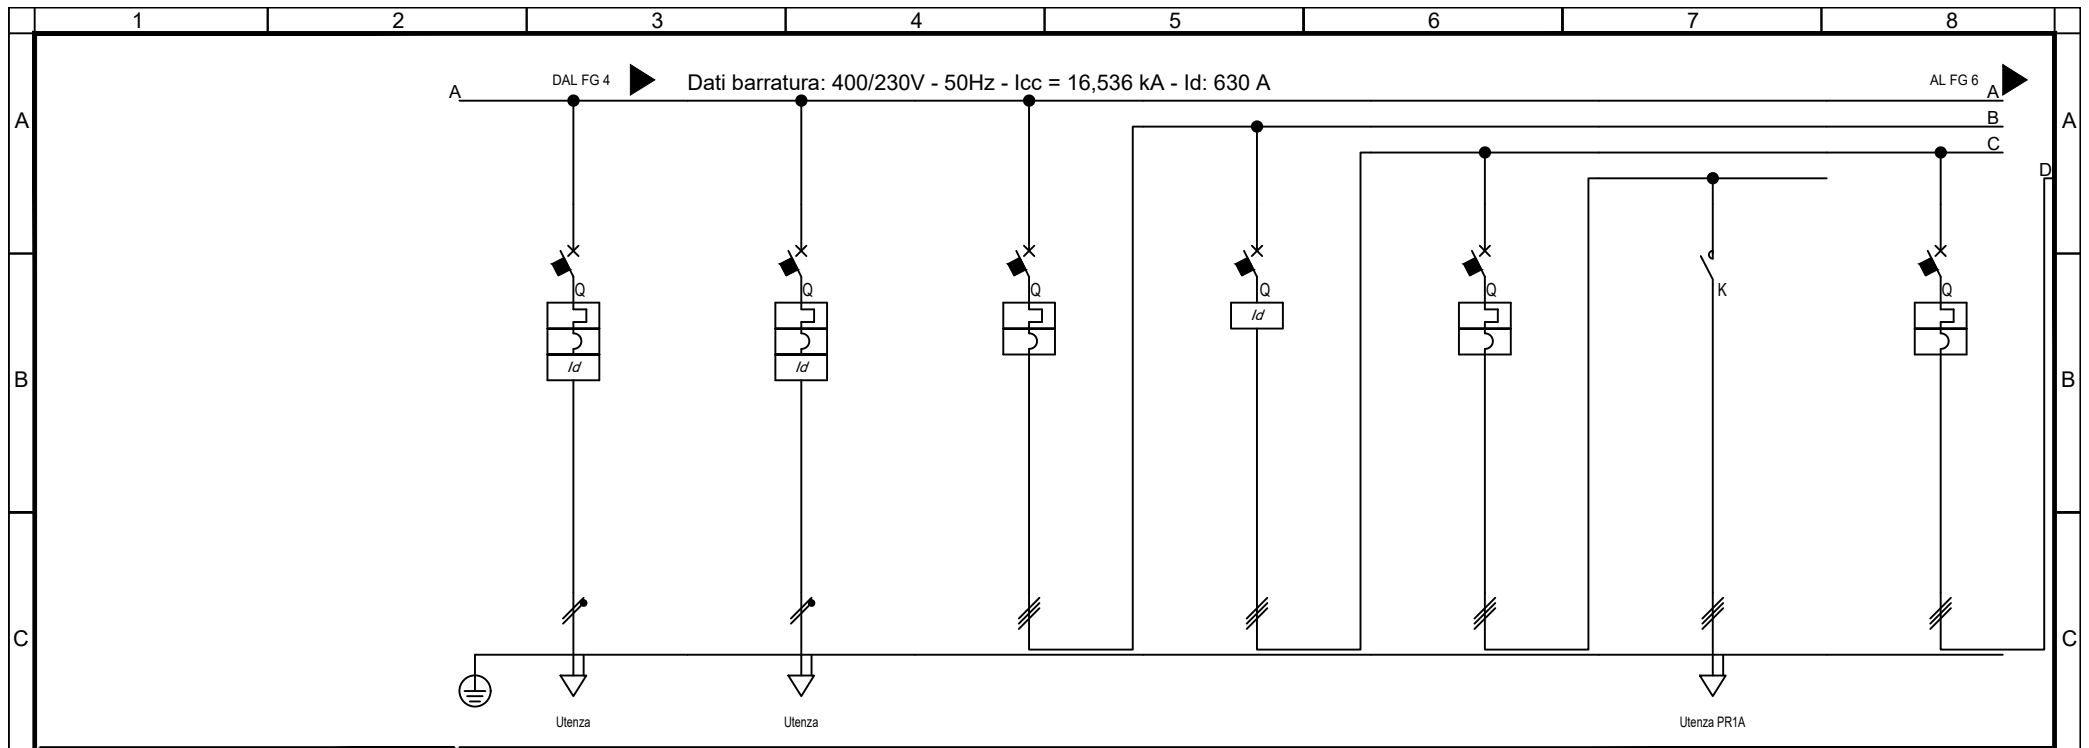 1 2 3 4 5 6 7 8
DAL FG 4 Dati barratura: 400/230V - 50Hz - Icc = 16,536 kA - Id: 630 A AL FG 6
A A
A A
B
C
D
Q Q Q Q Q K Q
Id
Id Id
B B
C C
Utenza Utenza Utenza PR1A